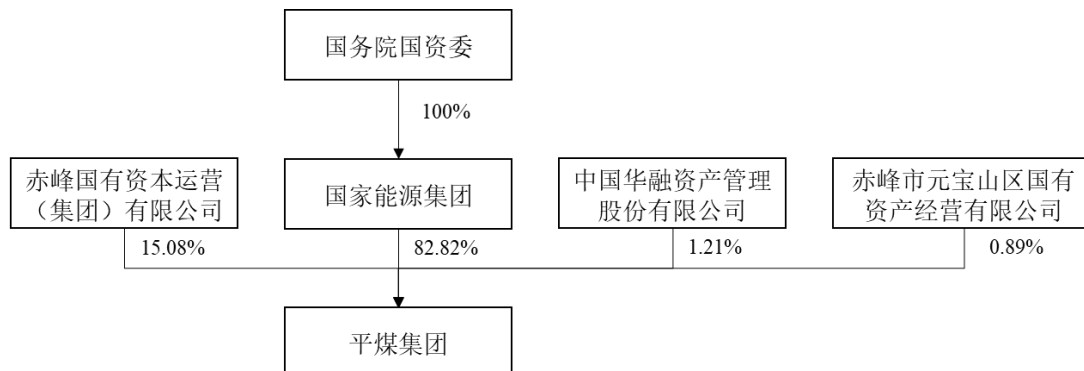 国务院国资委
100%
赤峰国有资本运营
（集团）有限公司
国家能源集团
中国华融资产管理
股份有限公司
赤峰市元宝山区国有
资产经营有限公司
15.08%
82.82%
1.21%
0.89%
平煤集团